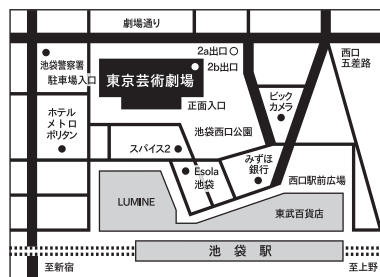 劇場通り
2a出口
西口
五差路
池袋警察署
2b出口
駐車場入口
東京芸術劇場
ビック
カメラ
正面入口
ホテル
メトロ
ポリタン
池袋西口公園
スパイス2
みずほ
銀行
Esola
池袋
西口駅前広場
LUMINE
東武百貨店
池袋駅
至新宿
至上野